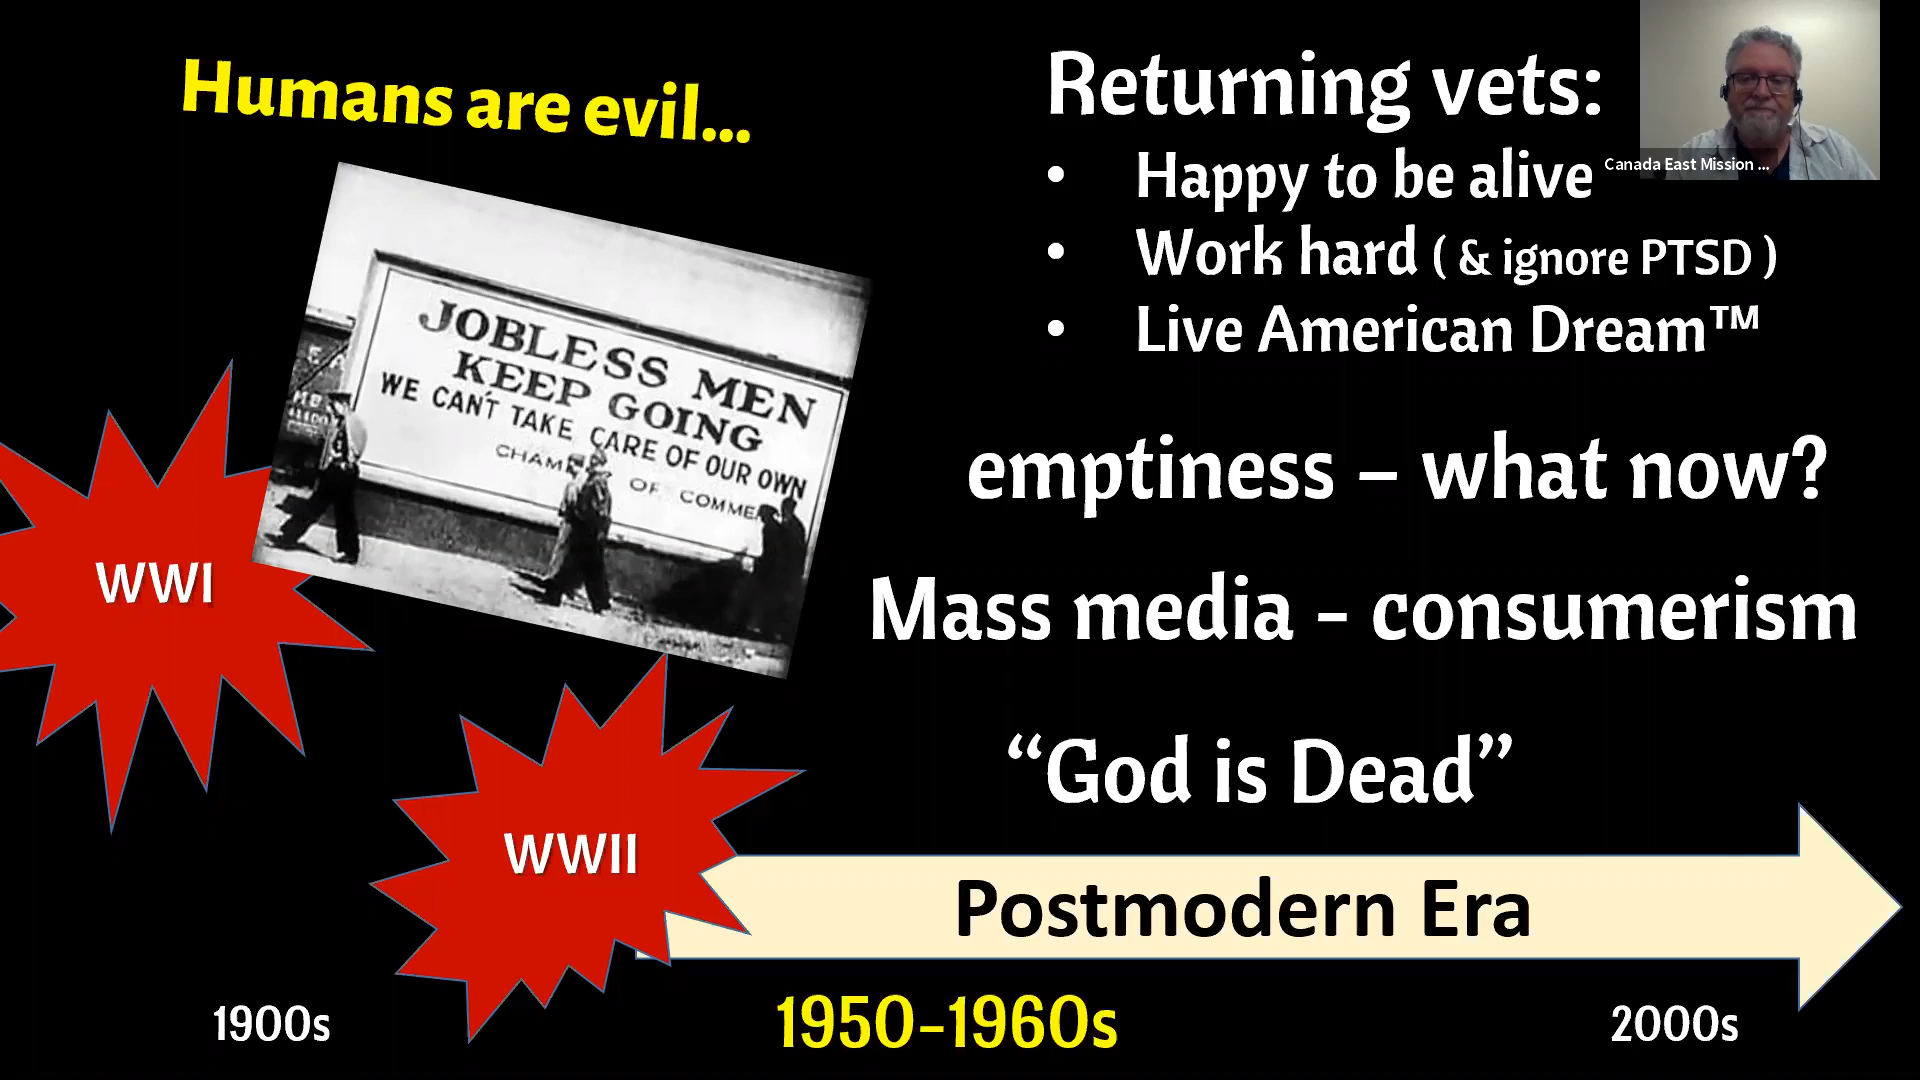 Humans are evil...
Returning vets:
• Happy to be alive
• Work hard ( & ignore PTSD )
• Live American Dream™
Canada East Mission ...
JOBLESS MEN
KEEP GOING
WE CAN'T TAKE CARE OF OUR OWN
OF
emptiness – what now?
Mass media – consumerism
“God is Dead”
WWI
WWII
Postmodern Era
1900s
1950–1960s
2000s